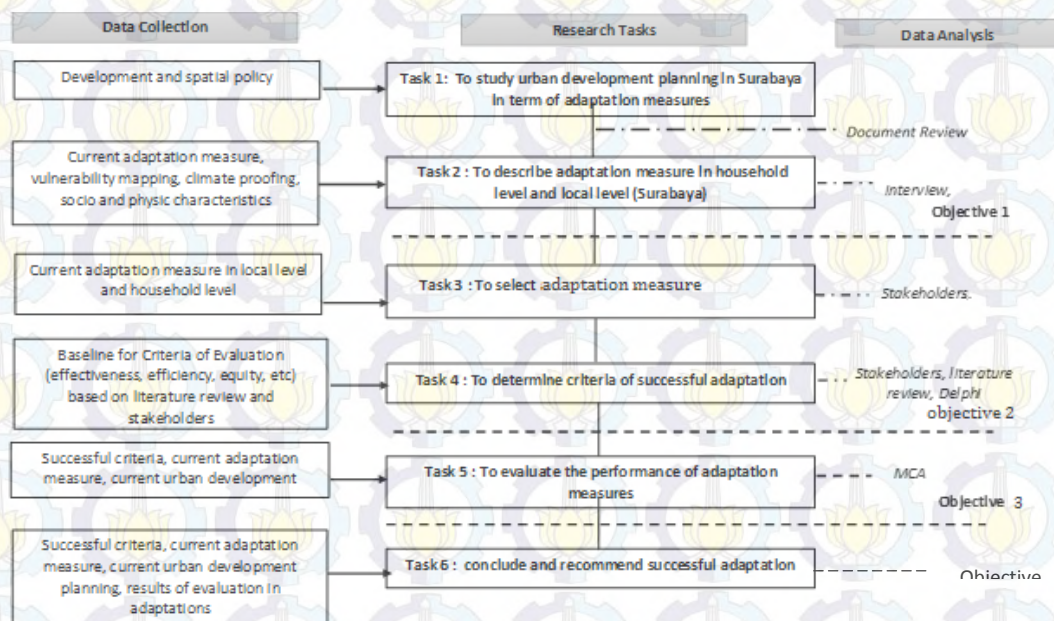 Data Collection
Research Tasks
Data Analysis
Development and spatial policy
Task 1: To study urban development planning in Surabaya
in term of adaptation measures
Document Review
Current adaptation measure,
vulnerability mapping, climate proofing,
socio and physic characteristics
Task 2 : To describe adaptation measure in household
level and local level (Surabaya)
Interview,
Objective 1
Current adaptation measure in local level
and household level
Task 3 : To select adaptation measure
Stakeholders.
Baseline for Criteria of Evaluation
(effectiveness, efficiency, equity, etc)
based on literature review and
stakeholders
Task 4 : To determine criteria of successful adaptation
Stakeholders, literature
review, Delphi
objective 2
Successful criteria, current adaptation
measure, current urban development
Task 5 : To evaluate the performance of adaptation
measures
MCA
Objective 3
Successful criteria, current adaptation
measure, current urban development
planning, results of evaluation in
adaptations
Task 6 : conclude and recommend successful adaptation
Objective